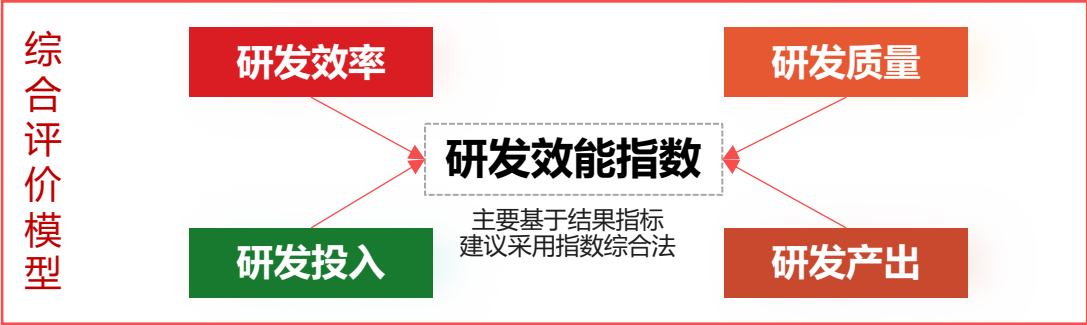 综合评价模型
研发效率
研发质量
研发效能指数
主要基于结果指标
建议采用指数综合法
研发投入
研发产出